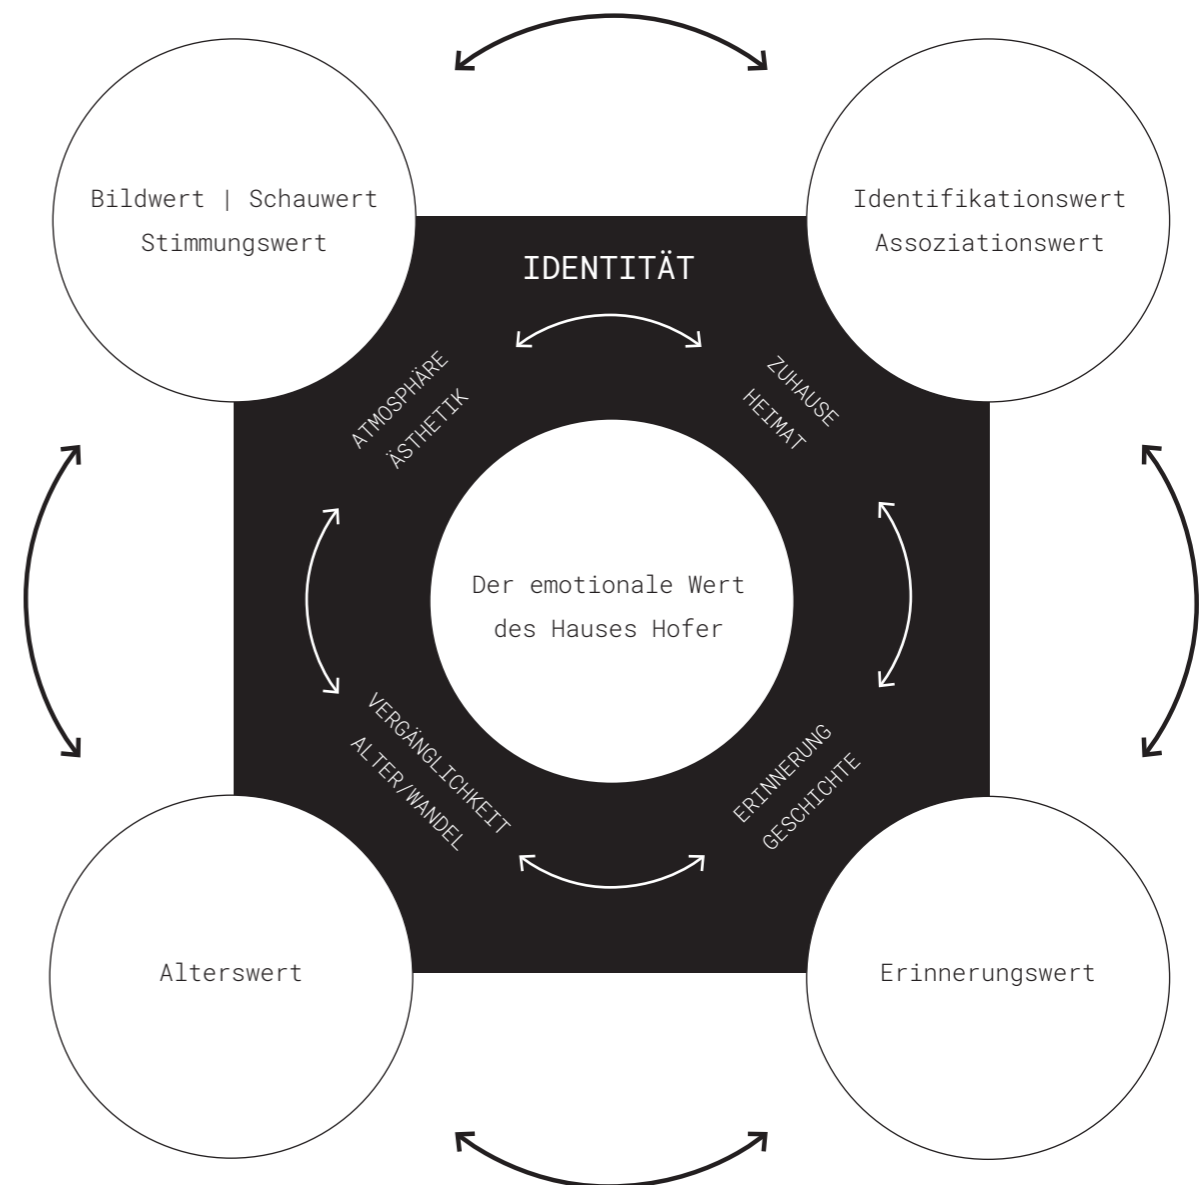 Bildwert | Schauwert
Stimmungswert
Identifikationswert
Assoziationswert
IDENTITÄT
ATMOSPHÄRE
ÄSTHETIK
ZUHAUSE
HEIMAT
Der emotionale Wert
des Hauses Hofer
VERGÄNGLICHKEIT
ALTER/WANDEL
ERINNERUNG
GESCHICHTE
Alterswert
Erinnerungswert